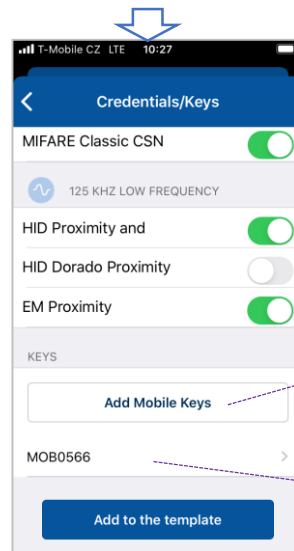 T-Mobile CZ LTE 10:27
Credentials/Keys
MIFARE Classic CSN
125 KHZ LOW FREQUENCY
HID Proximity and
HID Dorado Proximity
EM Proximity
KEYS
Add Mobile Keys
MOB0566
Add to the template